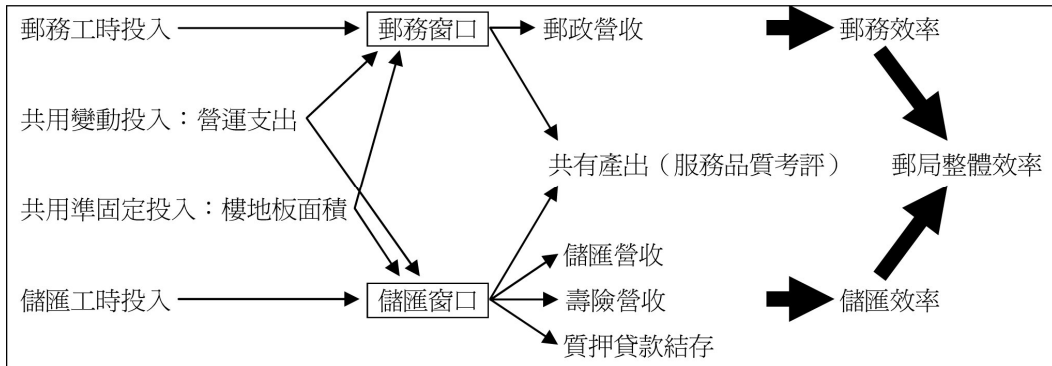 郵務工時投入
郵務窗口
郵政營收
郵務效率
共用變動投入：營運支出
共有產出（服務品質考評）
郵局整體效率
共用準固定投入：樓地板面積
儲匯營收
儲匯工時投入
儲匯窗口
壽險營收
儲匯效率
質押貸款結存